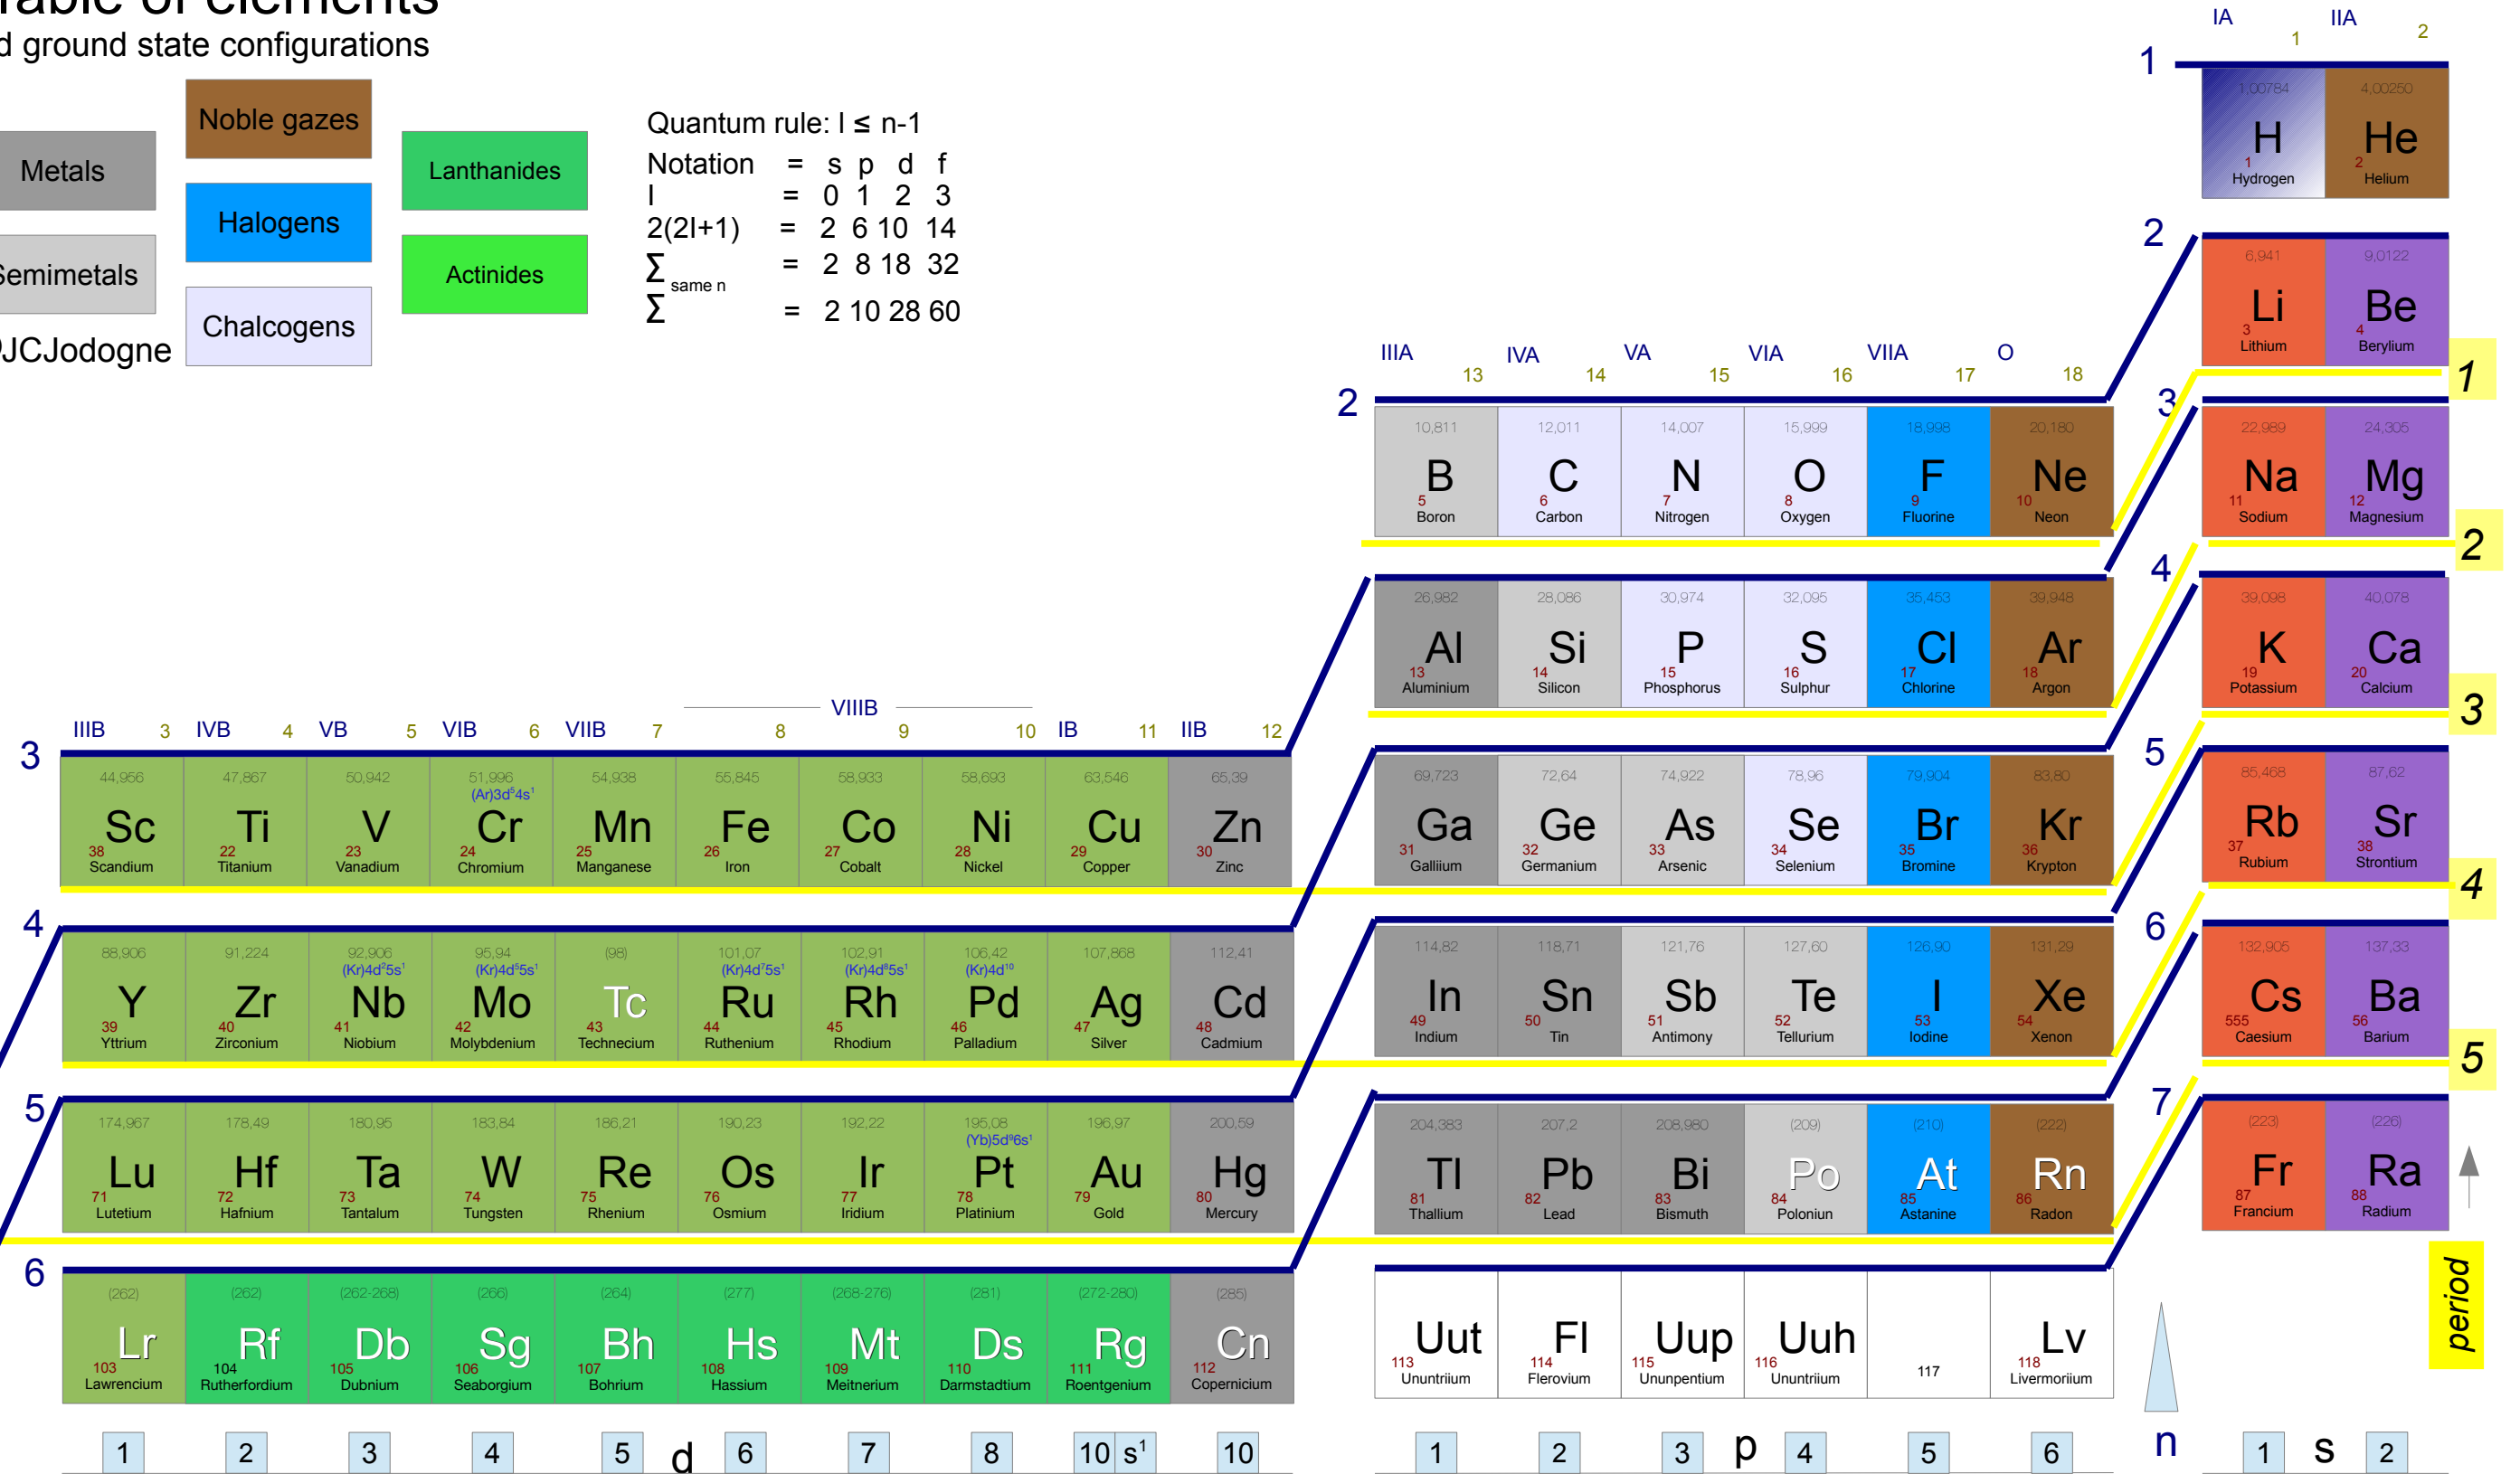 Table of elements
d ground state configurations
Metals
Semimetals
JCJodogne
Noble gazes
Halogens
Chalcogens
Lanthanides
Actinides
Quantum rule: l ≤ n-1
Notation = s p d f
l = 0 1 2 3
2(2l+1) = 2 6 10 14
Σ same n = 2 8 18 32
Σ = 2 10 28 60
IA 1 IIA 2
1
1,00784 H 1 Hydrogen
4,00250 He 2 Helium
2
6,941 Li 3 Lithium
9,0122 Be 4 Berylium
1
IIIA 13 IVA 14 VA 15 VIA 16 VIIA 17 O 18
2
10,811 B 5 Boron
12,011 C 6 Carbon
14,007 N 7 Nitrogen
15,999 O 8 Oxygen
18,998 F 9 Fluorine
20,180 Ne 10 Neon
3
22,989 Na 11 Sodium
24,305 Mg 12 Magnesium
2
26,982 Al 13 Aluminium
28,086 Si 14 Silicon
30,974 P 15 Phosphorus
32,095 S 16 Sulphur
35,453 Cl 17 Chlorine
39,948 Ar 18 Argon
4
39,098 K 19 Potassium
40,078 Ca 20 Calcium
3
IIIB 3 IVB 4 VB 5 VIB 6 VIIB 7 VIIIB 8 9 10 IB 11 IIB 12
3
44,956 Sc 38 Scandium
47,867 Ti 22 Titanium
50,942 V 23 Vanadium
51,996 (Ar)3d⁵4s¹ Cr 24 Chromium
54,938 Mn 25 Manganese
55,845 Fe 26 Iron
58,933 Co 27 Cobalt
58,693 Ni 28 Nickel
63,546 Cu 29 Copper
65,39 Zn 30 Zinc
69,723 Ga 31 Galliium
72,64 Ge 32 Germanium
74,922 As 33 Arsenic
78,96 Se 34 Selenium
79,904 Br 35 Bromine
83,80 Kr 36 Krypton
5
85,468 Rb 37 Rubium
87,62 Sr 38 Strontium
4
4
88,906 Y 39 Yttrium
91,224 Zr 40 Zirconium
92,906 (Kr)4d²5s¹ Nb 41 Niobium
95,94 (Kr)4d⁵5s¹ Mo 42 Molybdenium
(98) Tc 43 Technecium
101,07 (Kr)4d⁷5s¹ Ru 44 Ruthenium
102,91 (Kr)4d⁸5s¹ Rh 45 Rhodium
106,42 (Kr)4d¹⁰ Pd 46 Palladium
107,868 Ag 47 Silver
112,41 Cd 48 Cadmium
114,82 In 49 Indium
118,71 Sn 50 Tin
121,76 Sb 51 Antimony
127,60 Te 52 Tellurium
126,90 I 53 Iodine
131,29 Xe 54 Xenon
6
132,905 Cs 555 Caesium
137,33 Ba 56 Barium
5
5
174,967 Lu 71 Lutetium
178,49 Hf 72 Hafnium
180,95 Ta 73 Tantalum
183,84 W 74 Tungsten
186,21 Re 75 Rhenium
190,23 Os 76 Osmium
192,22 Ir 77 Iridium
195,08 (Yb)5d⁹6s¹ Pt 78 Platinium
196,97 Au 79 Gold
200,59 Hg 80 Mercury
204,383 Tl 81 Thallium
207,2 Pb 82 Lead
208,980 Bi 83 Bismuth
(209) Po 84 Poloniun
(210) At 85 Astanine
(222) Rn 86 Radon
7
(223) Fr 87 Francium
(226) Ra 88 Radium
period
6
(262) Lr 103 Lawrencium
(262) Rf 104 Rutherfordium
(262-268) Db 105 Dubnium
(266) Sg 106 Seaborgium
(264) Bh 107 Bohrium
(277) Hs 108 Hassium
(268-276) Mt 109 Meitnerium
(281) Ds 110 Darmstadtium
(272-280) Rg 111 Roentgenium
(285) Cn 112 Copernicium
Uut 113 Ununtriium
Fl 114 Flerovium
Uup 115 Ununpentium
Uuh 116 Ununtriium
117
Lv 118 Livermoriium
1 2 3 4 5 d 6 7 8 10 s¹ 10
1 2 3 p 4 5 6
n
1 s 2